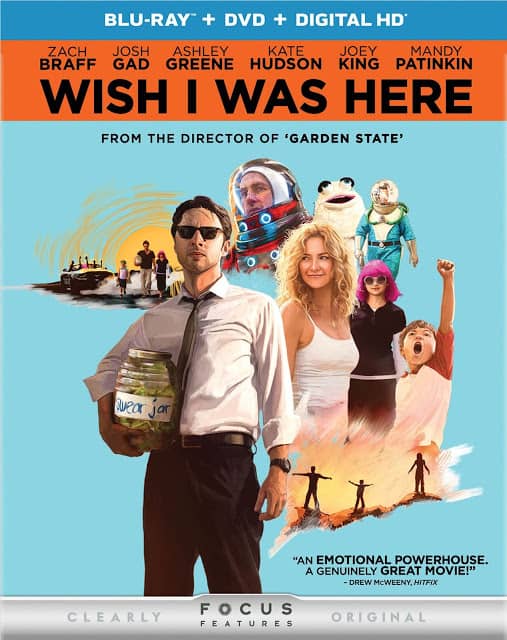 BLU-RAY™ + DVD + DIGITAL HD*
ZACH BRAFF JOSH GAD ASHLEY GREENE KATE HUDSON JOEY KING MANDY PATINKIN
WISH I WAS HERE
FROM THE DIRECTOR OF ‘GARDEN STATE’
swear jar
“AN EMOTIONAL POWERHOUSE.
A GENUINELY GREAT MOVIE!”
– DREW McWEENY, HITFIX
CLEARLY FOCUS FEATURES ORIGINAL